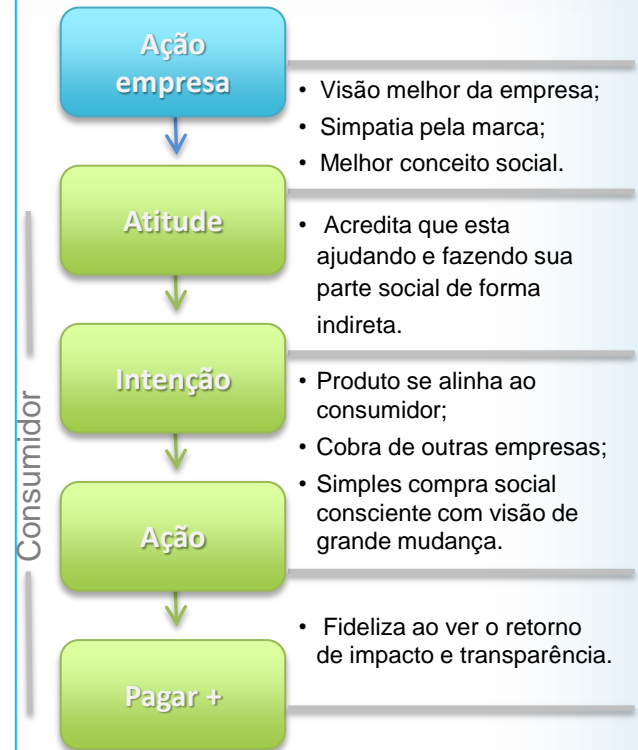 Ação
empresa
• Visão melhor da empresa;
• Simpatia pela marca;
• Melhor conceito social.
Atitude
• Acredita que esta
ajudando e fazendo sua
parte social de forma
indireta.
Intenção
• Produto se alinha ao
consumidor;
• Cobra de outras empresas;
• Simples compra social
consciente com visão de
grande mudança.
Ação
• Fideliza ao ver o retorno
de impacto e transparência.
Pagar +
Consumidor